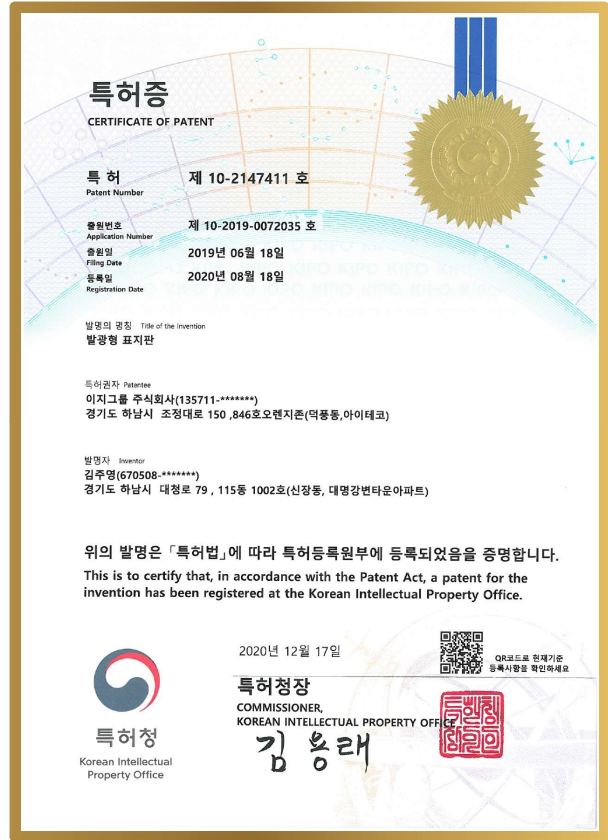 특허증
CERTIFICATE OF PATENT
특 허 제 10-2147411 호
Patent Number
출원번호 제 10-2019-0072035 호
Application Number
출원일 2019년 06월 18일
Filing Date
등록일 2020년 08월 18일
Registration Date
발명의 명칭 Title of the Invention
발광형 표지판
특허권자 Patentee
이지그룹 주식회사(135711-*******)
경기도 하남시 조정대로 150 ,846호오렌지존(덕풍동,아이테코)
발명자 Inventor
김주영(670508-*******)
경기도 하남시 대청로 79 , 115동 1002호(신장동, 대명강변타운아파트)
위의 발명은 「특허법」에 따라 특허등록원부에 등록되었음을 증명합니다.
This is to certify that, in accordance with the Patent Act, a patent for the
invention has been registered at the Korean Intellectual Property Office.
2020년 12월 17일
QR코드로 현재기준
등록사항을 확인하세요
특허청장
COMMISSIONER,
KOREAN INTELLECTUAL PROPERTY OFFICE
김용래
특허청
Korean Intellectual
Property Office